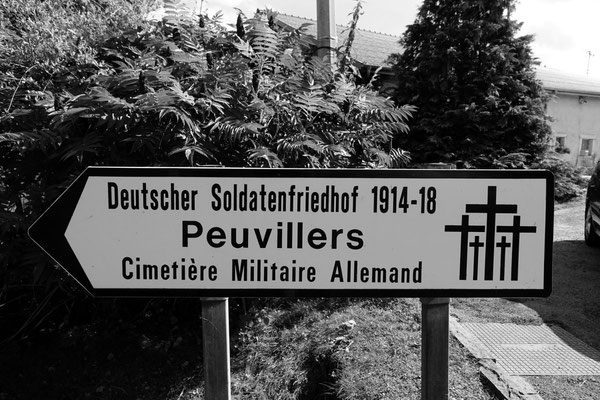 Deutscher Soldatenfriedhof 1914-18
Peuvillers
Cimetière Militaire Allemand